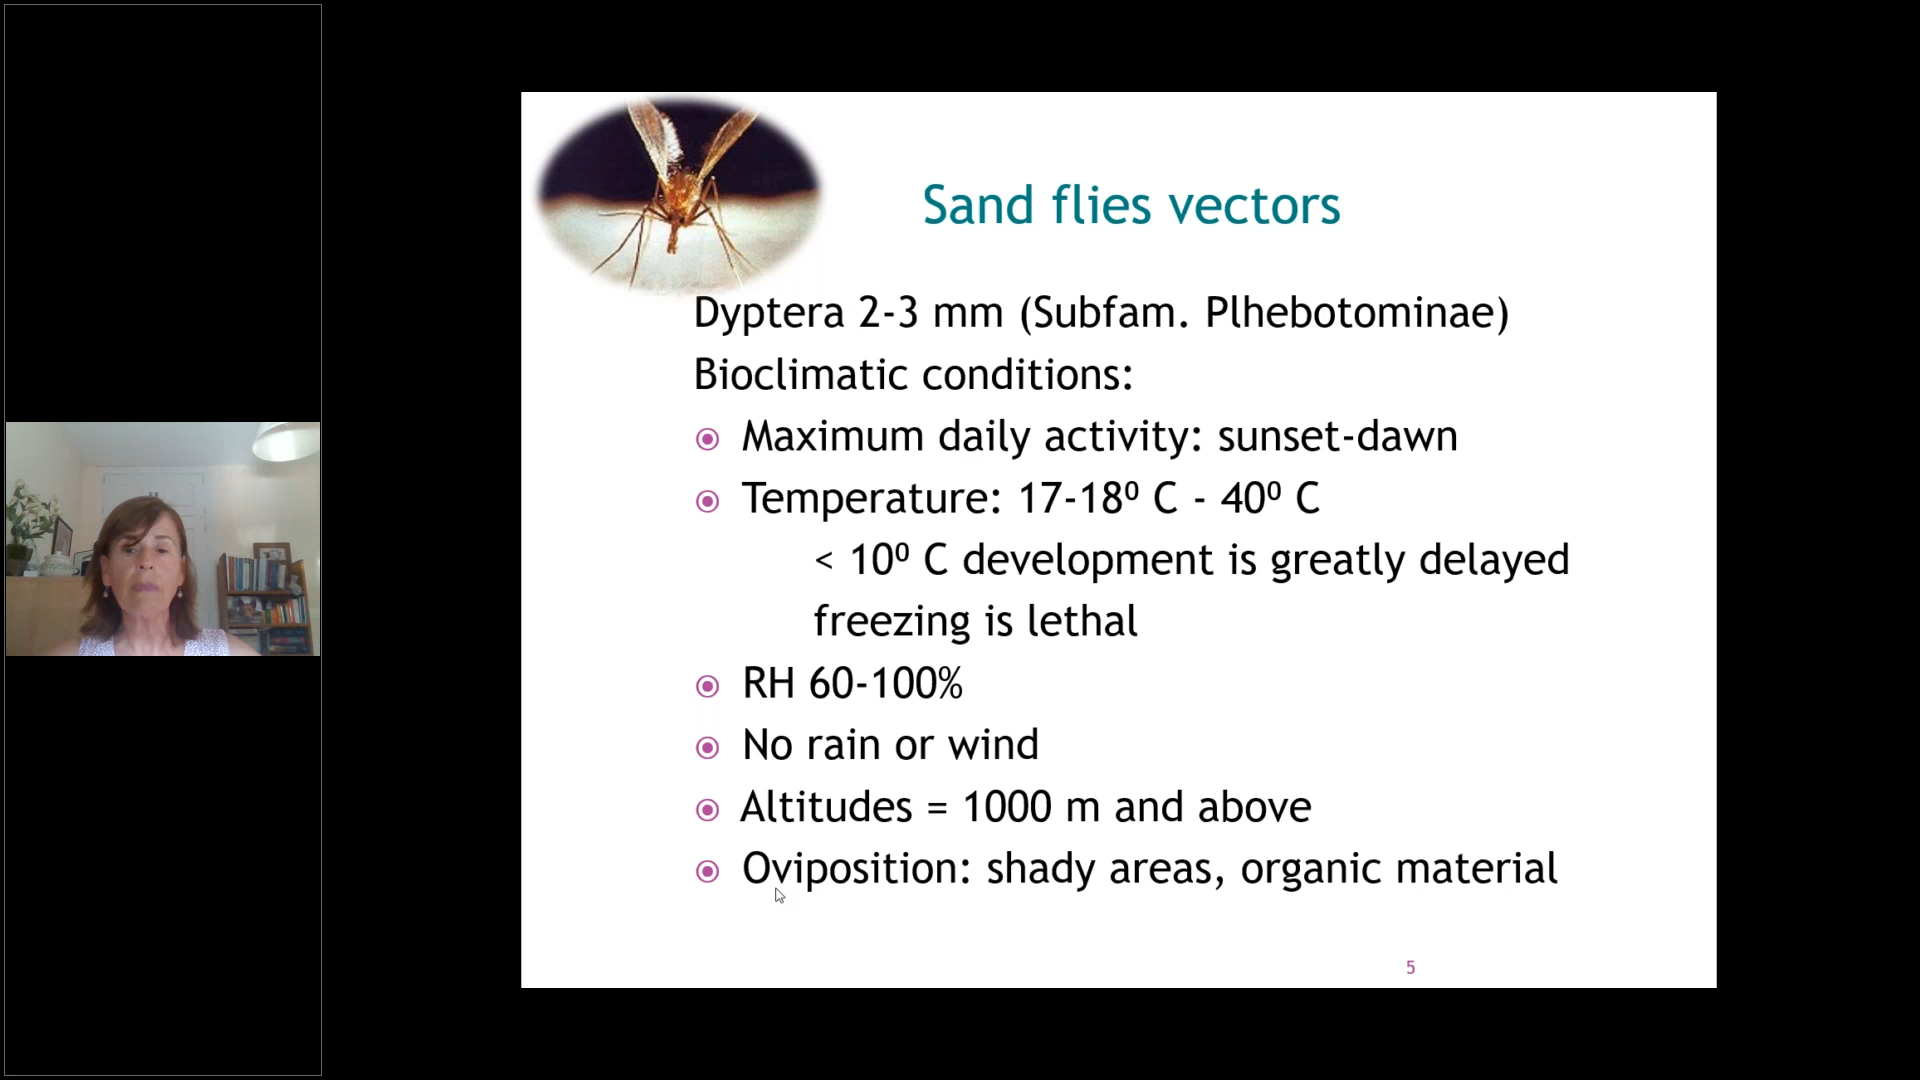 Sand flies vectors
Dyptera 2-3 mm (Subfam. Plhebotominae)
Bioclimatic conditions:
Maximum daily activity: sunset-dawn
Temperature: 17-18⁰ C - 40⁰ C
< 10⁰ C development is greatly delayed
freezing is lethal
RH 60-100%
No rain or wind
Altitudes = 1000 m and above
Oviposition: shady areas, organic material
5